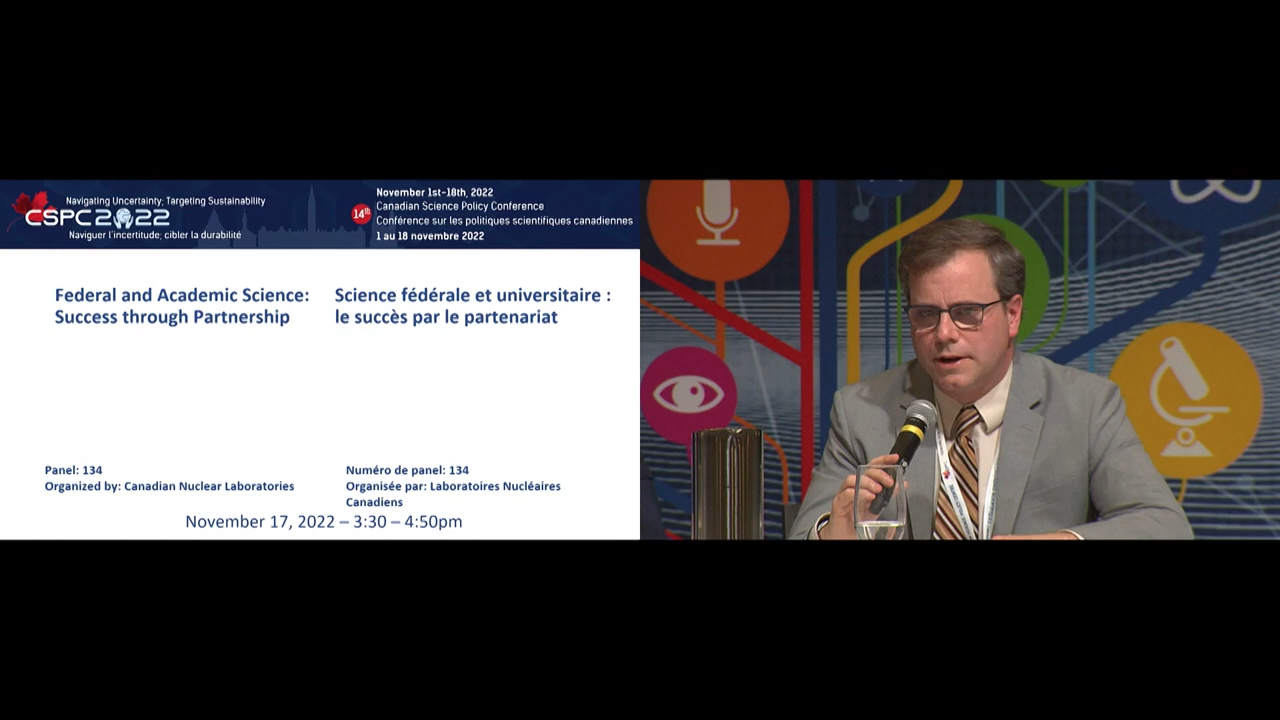 Navigating Uncertainty; Targeting Sustainability
CSPC2022
Naviguer l'incertitude; cibler la durabilité
14th
November 1st-18th, 2022
Canadian Science Policy Conference
Conférence sur les politiques scientifiques canadiennes
1 au 18 novembre 2022
Federal and Academic Science:
Success through Partnership
Science fédérale et universitaire :
le succès par le partenariat
Panel: 134
Organized by: Canadian Nuclear Laboratories
Numéro de panel: 134
Organisée par: Laboratoires Nucléaires
Canadiens
November 17, 2022 – 3:30 – 4:50pm